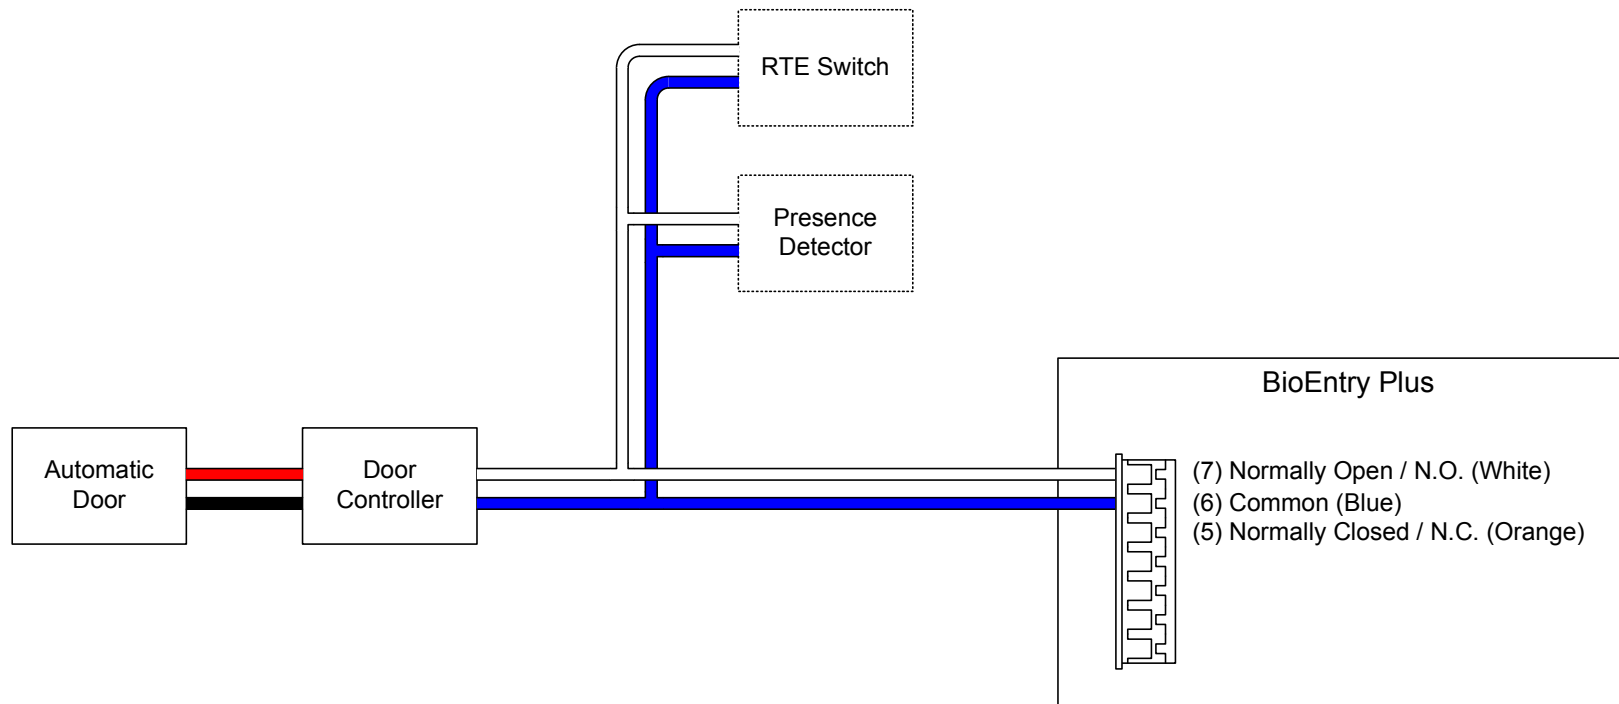 RTE Switch
Presence
Detector
BioEntry Plus
Automatic
Door
Door
Controller
(7) Normally Open / N.O. (White)
(6) Common (Blue)
(5) Normally Closed / N.C. (Orange)